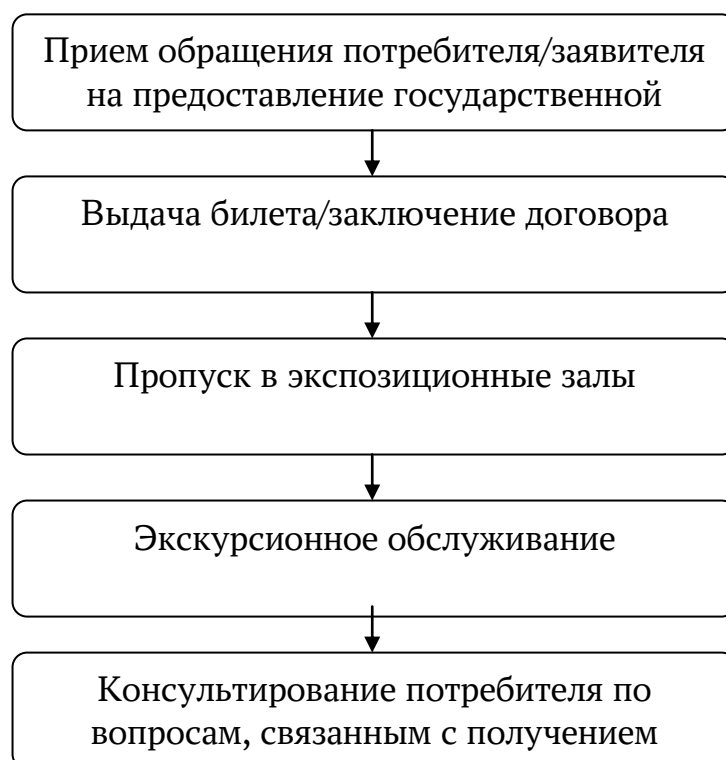 Прием обращения потребителя/заявителя
на предоставление государственной
Выдача билета/заключение договора
Пропуск в экспозиционные залы
Экскурсионное обслуживание
Консультирование потребителя по
вопросам, связанным с получением